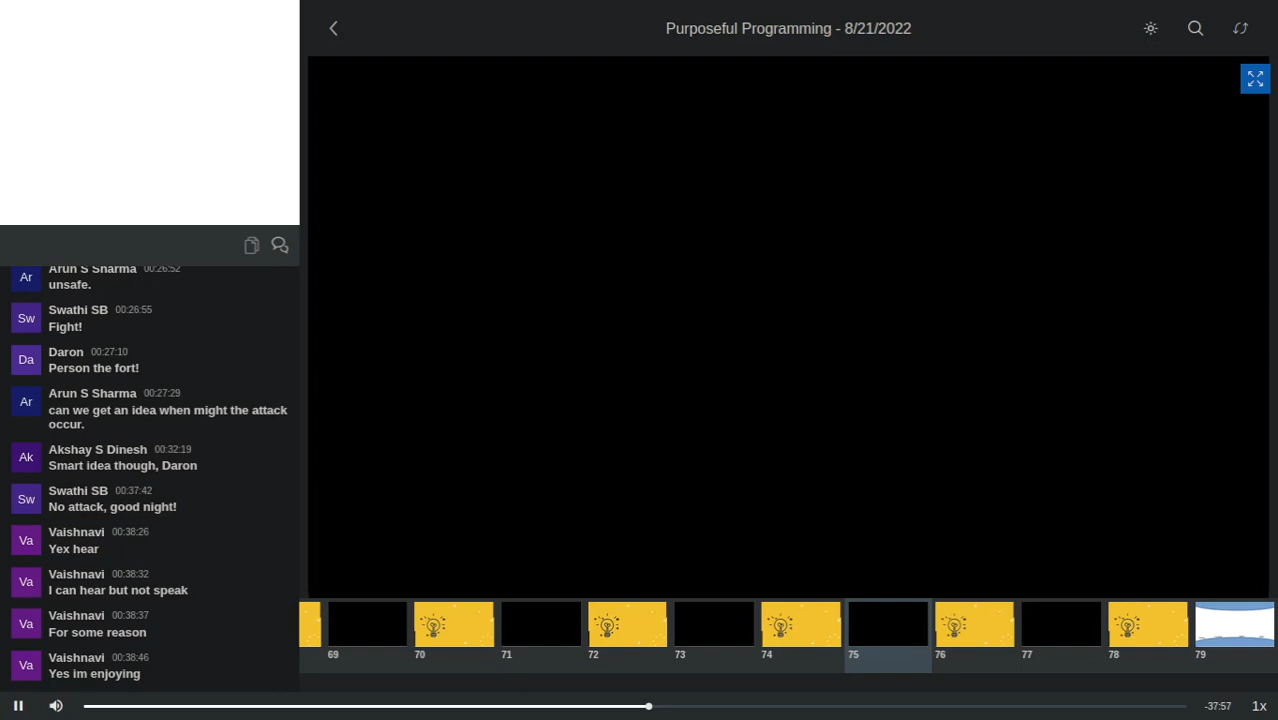 Purposeful Programming - 8/21/2022
Ar
Arun S Sharma 00:26:52
unsafe.
Sw
Swathi SB 00:26:55
Fight!
Da
Daron 00:27:10
Person the fort!
Ar
Arun S Sharma 00:27:29
can we get an idea when might the attack
occur.
Ak
Akshay S Dinesh 00:32:19
Smart idea though, Daron
Sw
Swathi SB 00:37:42
No attack, good night!
Va
Vaishnavi 00:38:26
Yex hear
Va
Vaishnavi 00:38:32
I can hear but not speak
Va
Vaishnavi 00:38:37
For some reason
Va
Vaishnavi 00:38:46
Yes im enjoying
69 70 71 72 73 74 75 76 77 78 79
-37:57 1x